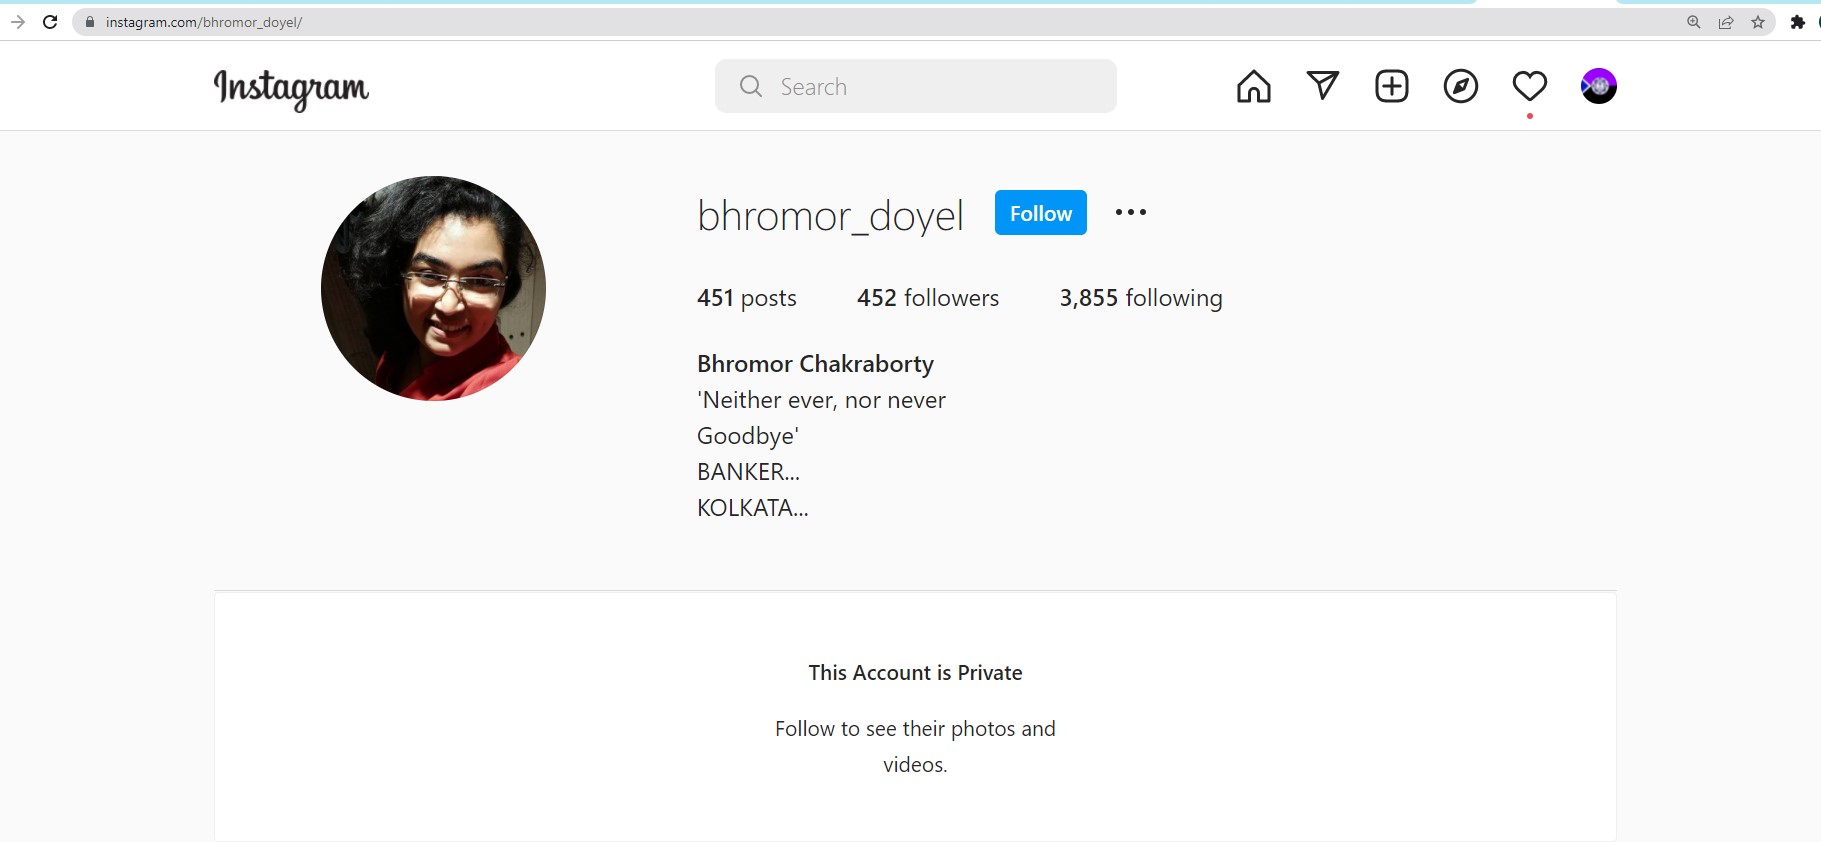 instagram.com/bhromor_doyel/
Instagram
Search
bhromor_doyel
Follow
451 posts
452 followers
3,855 following
Bhromor Chakraborty
'Neither ever, nor never
Goodbye'
BANKER...
KOLKATA...
This Account is Private
Follow to see their photos and
videos.